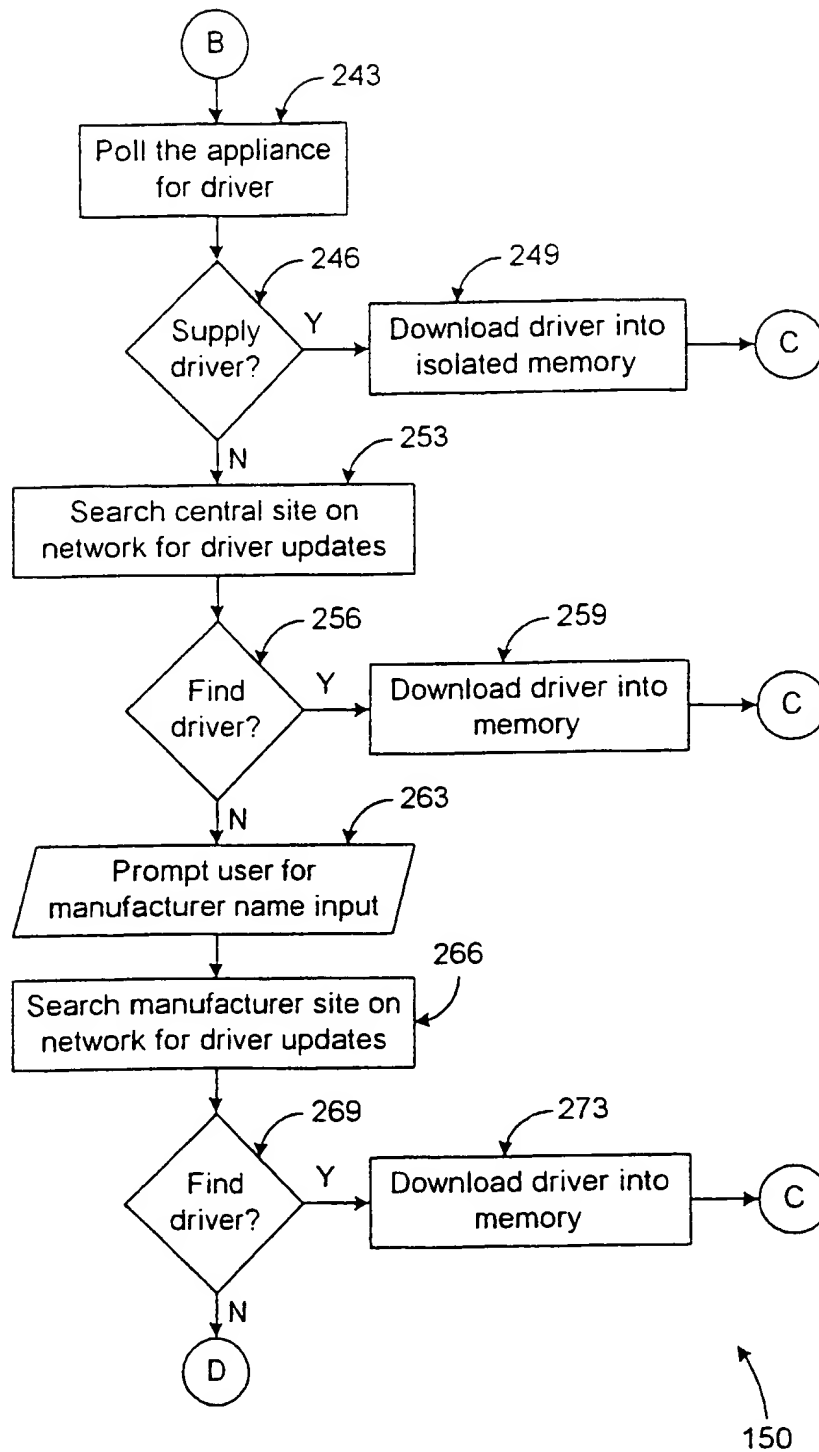 B
243
Poll the appliance
for driver
246
249
Supply
driver?
Y
Download driver into
isolated memory
C
N
253
Search central site on
network for driver updates
256
259
Find
driver?
Y
Download driver into
memory
C
N
263
Prompt user for
manufacturer name input
266
Search manufacturer site on
network for driver updates
269
273
Find
driver?
Y
Download driver into
memory
C
N
D
150